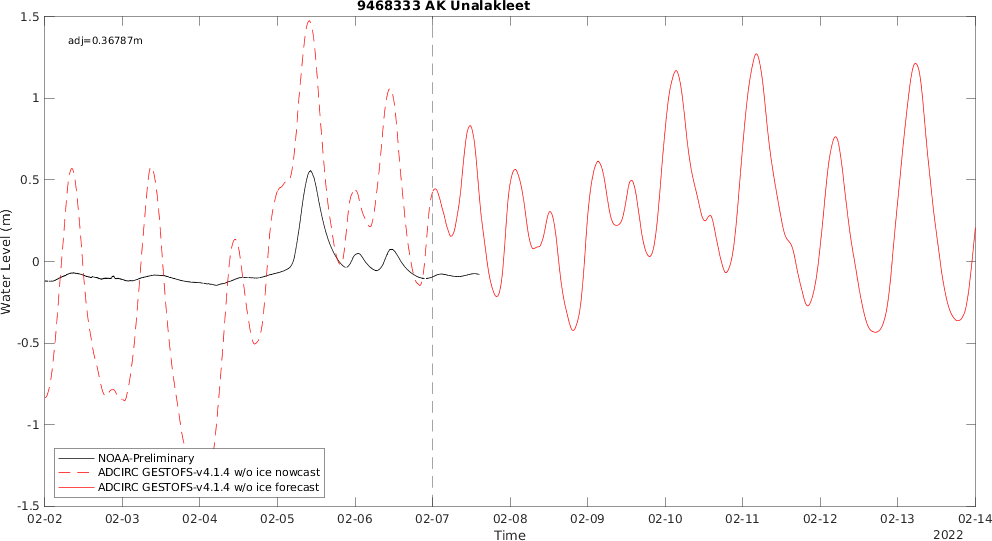 9468333 AK Unalakleet
adj=0.36787m
1.5
1
0.5
0
-0.5
-1
-1.5
Water Level (m)
NOAA-Preliminary
ADCIRC GESTOFS-v4.1.4 w/o ice nowcast
ADCIRC GESTOFS-v4.1.4 w/o ice forecast
02-02 02-03 02-04 02-05 02-06 02-07 02-08 02-09 02-10 02-11 02-12 02-13 02-14
Time
2022